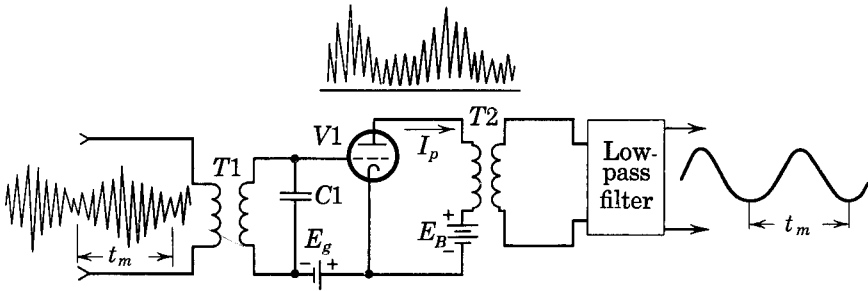 V1
T2
I_p
T1
C1
E_g
- +
E_B
+
-
Low-
pass
filter
t_m
t_m